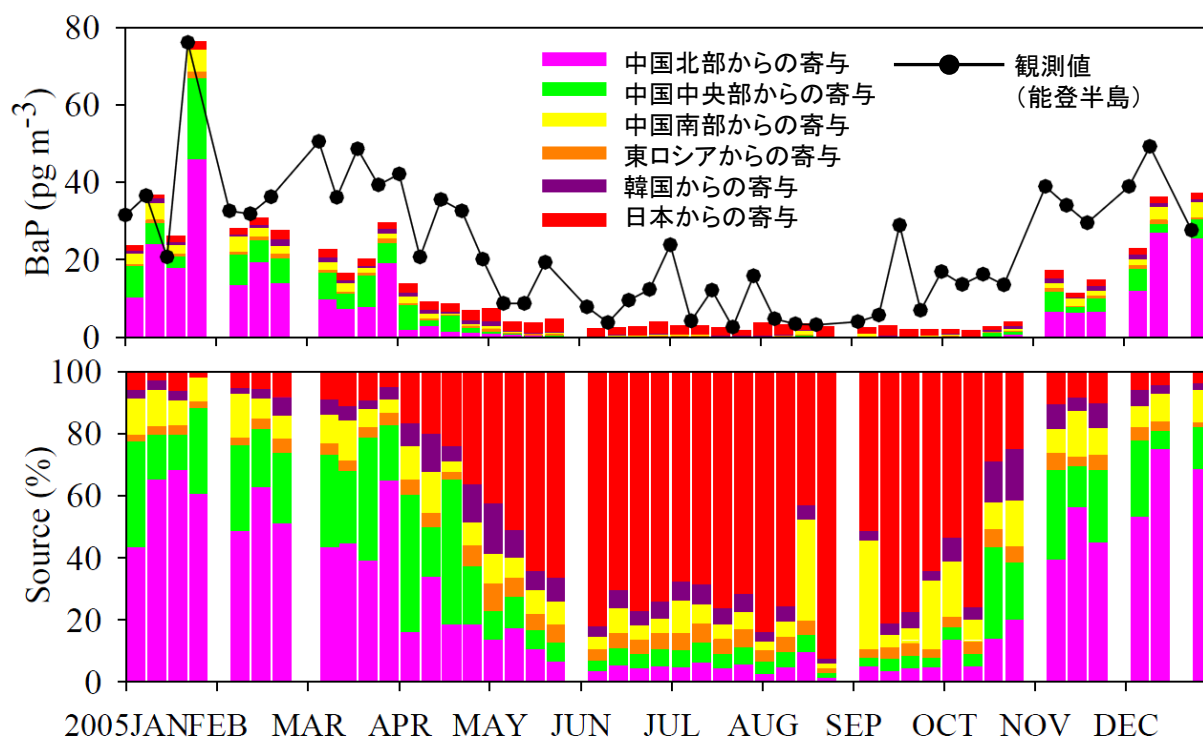 80
60
40
20
0
BaP (pg m-3)
中国北部からの寄与
中国中央部からの寄与
中国南部からの寄与
東ロシアからの寄与
韓国からの寄与
日本からの寄与
観測値
（能登半島）
100
80
60
40
20
0
Source (%)
2005JANFEB MAR APR MAY JUN JUL AUG SEP OCT NOV DEC